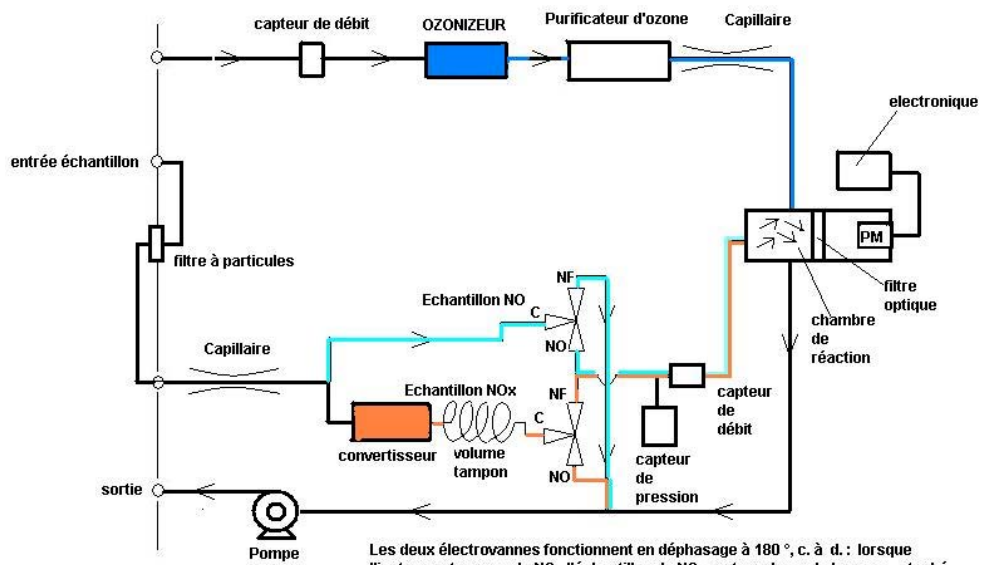 capteur de débit
OZONIZEUR
Purificateur d'ozone
Capillaire
electronique
entrée échantillon
PM
filtre à particules
filtre
optique
chambre
de
réaction
NF
Echantillon NO
C
NO
Capillaire
Echantillon NOx
NF
C
capteur
de
débit
convertisseur
volume
tampon
NO
capteur
de
pression
sortie
Pompe
Les deux électrovannes fonctionnent en déphasage à 180 °, c. à d. : lorsque